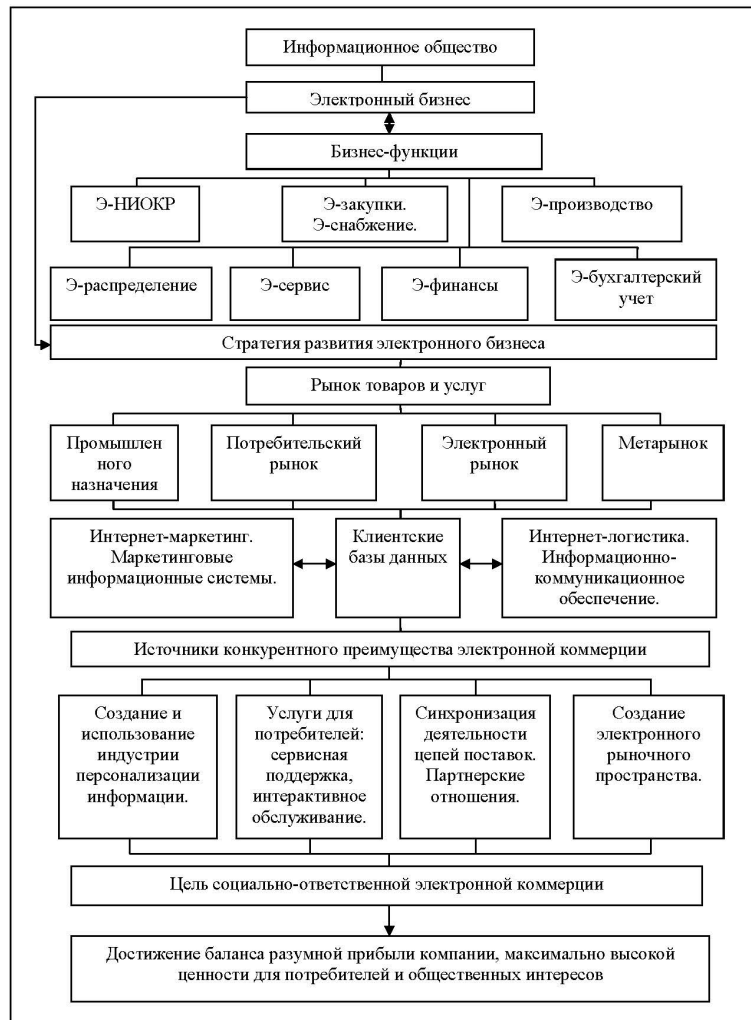 Информационное общество
Электронный бизнес
Бизнес-функции
Э-НИОКР
Э-закупки.
Э-снабжение.
Э-производство
Э-распределение
Э-сервис
Э-финансы
Э-бухгалтерский
учет
Стратегия развития электронного бизнеса
Рынок товаров и услуг
Промышлен
ного
назначения
Потребительский
рынок
Электронный
рынок
Метарынок
Интернет-маркетинг.
Маркетинговые
информационные системы.
Клиентские
базы данных
Интернет-логистика.
Информационно-
коммуникационное
обеспечение.
Источники конкурентного преимущества электронной коммерции
Создание и
использование
индустрии
персонализации
информации.
Услуги для
потребителей:
сервисная
поддержка,
интерактивное
обслуживание.
Синхронизация
деятельности
цепей поставок.
Партнерские
отношения.
Создание
электронного
рыночного
пространства.
Цель социально-ответственной электронной коммерции
Достижение баланса разумной прибыли компании, максимально высокой
ценности для потребителей и общественных интересов